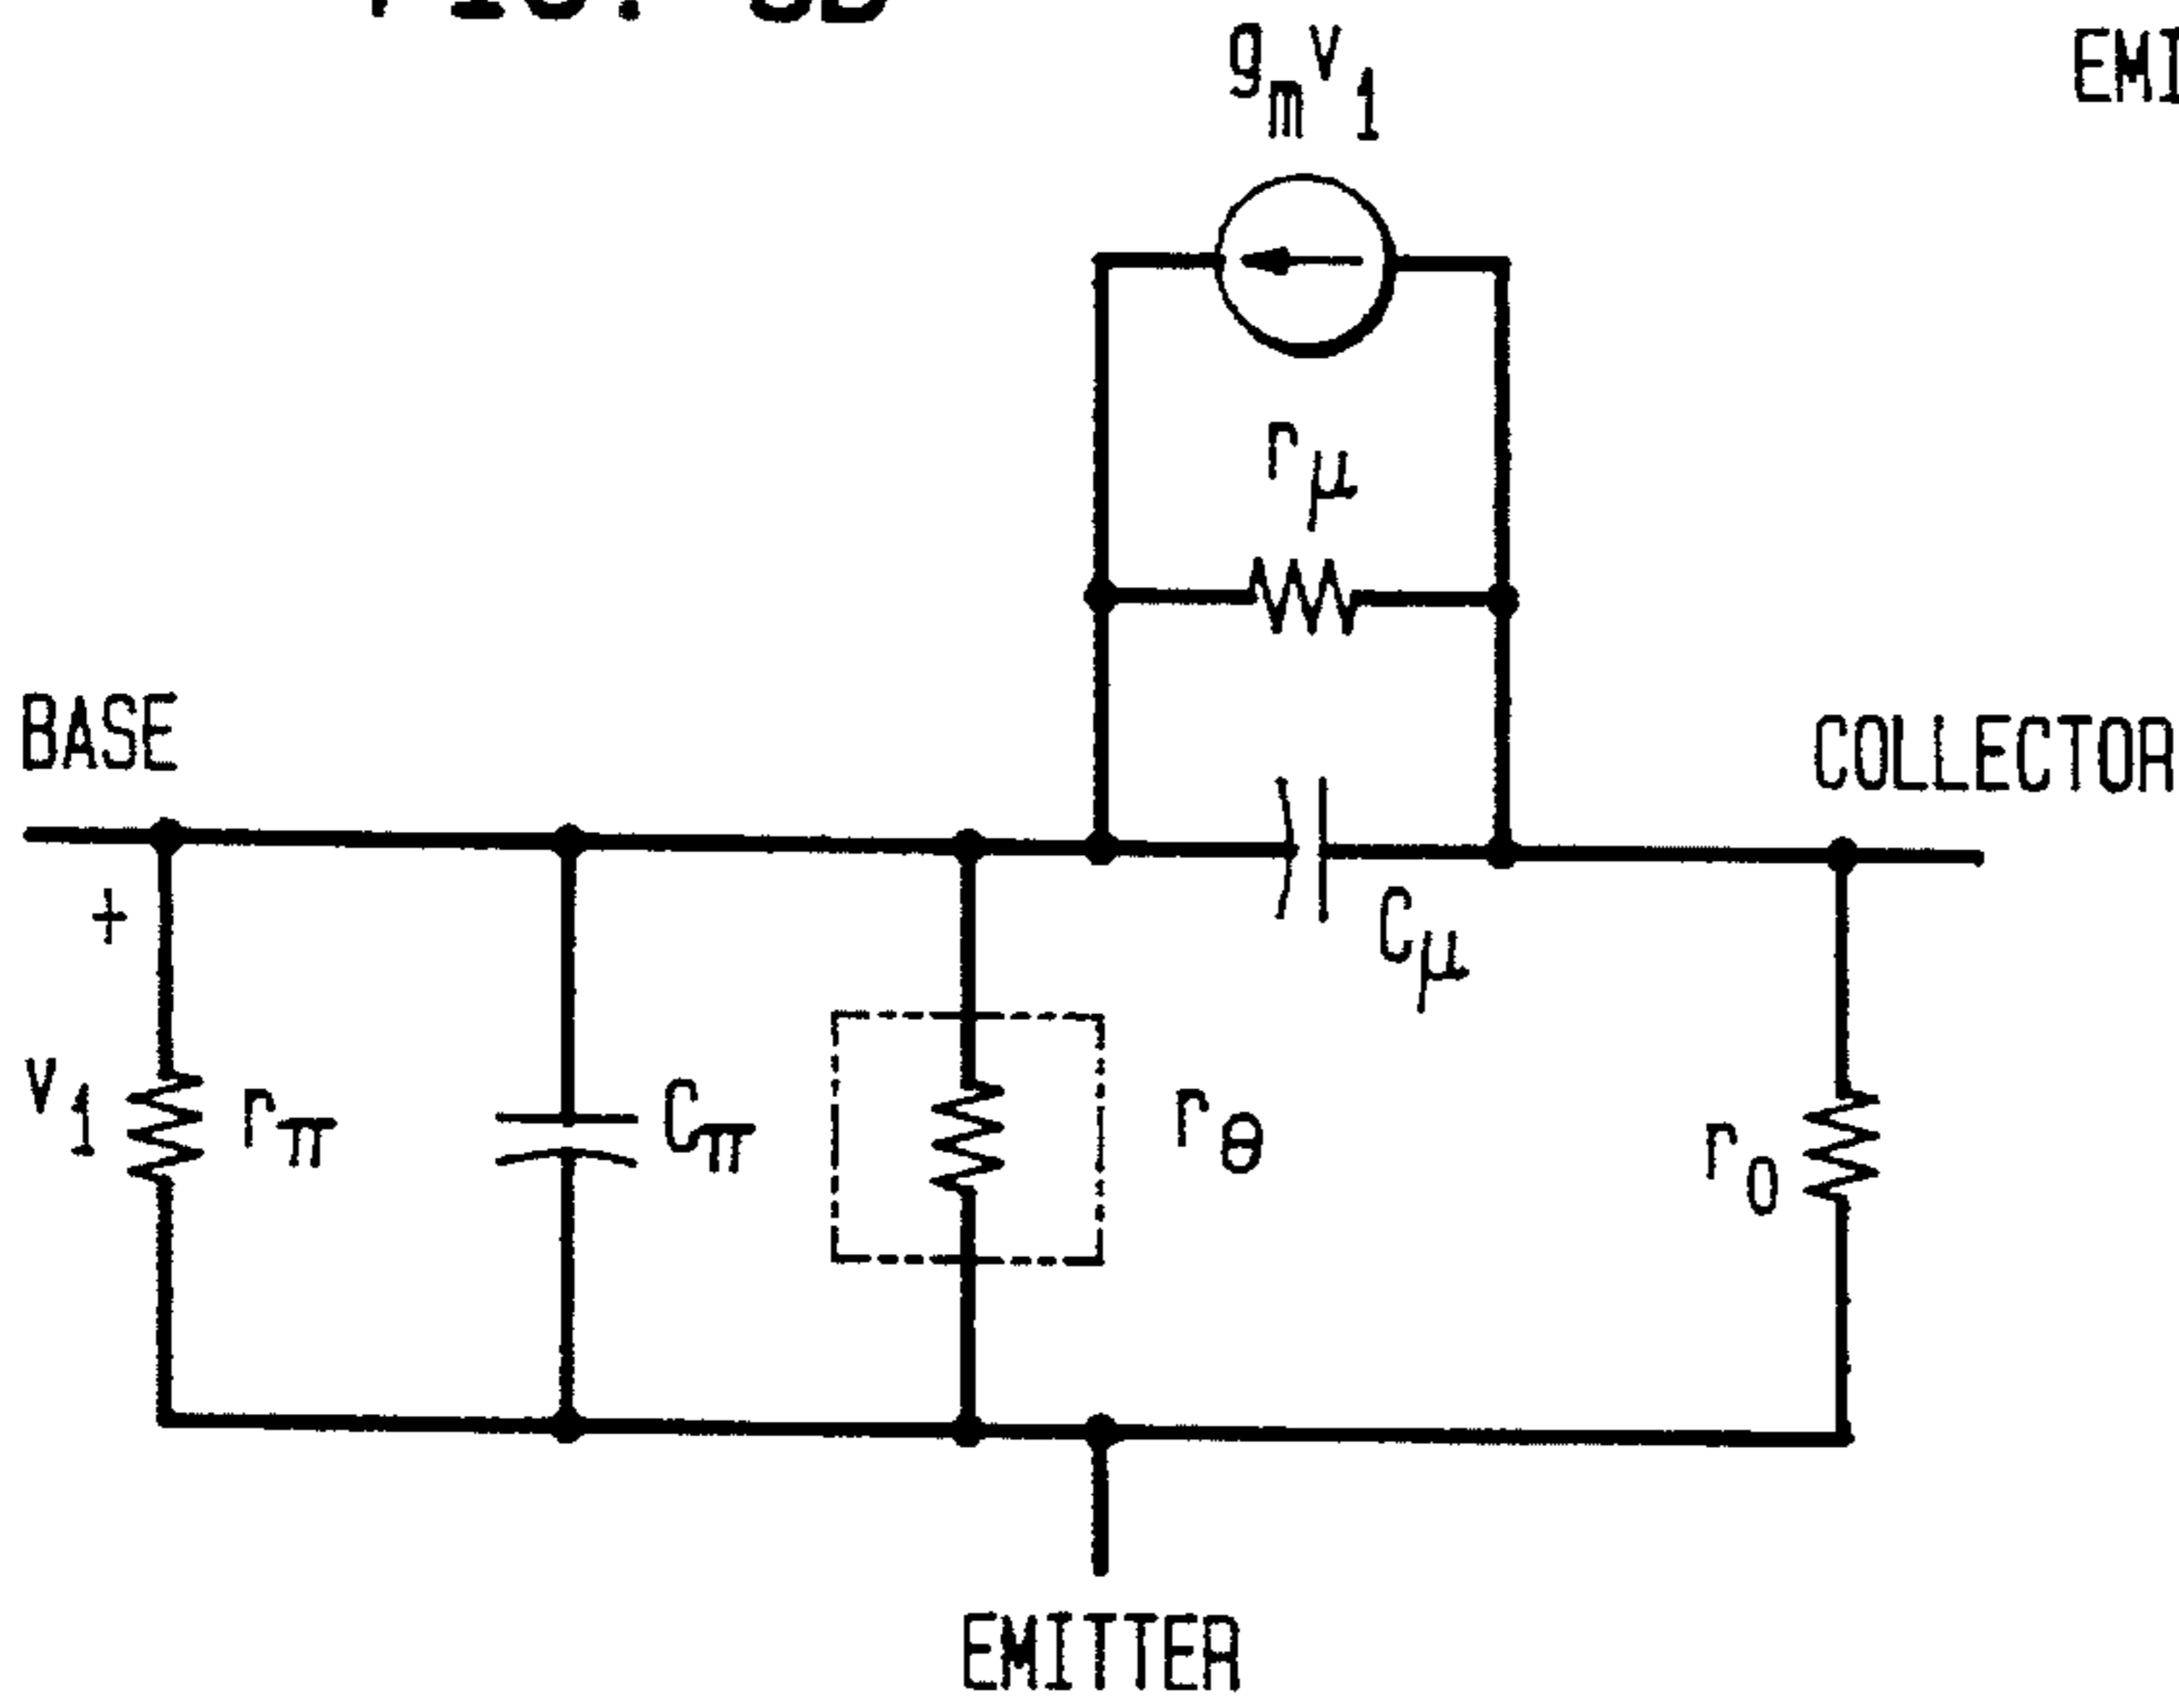 g_m v_1
r_μ
BASE
COLLECTOR
+
C_μ
v_1
r_π
C_π
r_θ
r_0
EMITTER